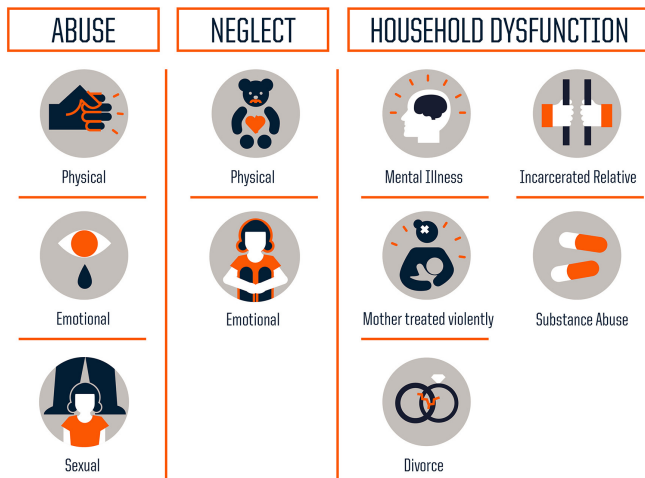 ABUSE
NEGLECT
HOUSEHOLD DYSFUNCTION
Physical
Physical
Mental Illness
Incarcerated Relative
Emotional
Emotional
Mother treated violently
Substance Abuse
Sexual
Divorce